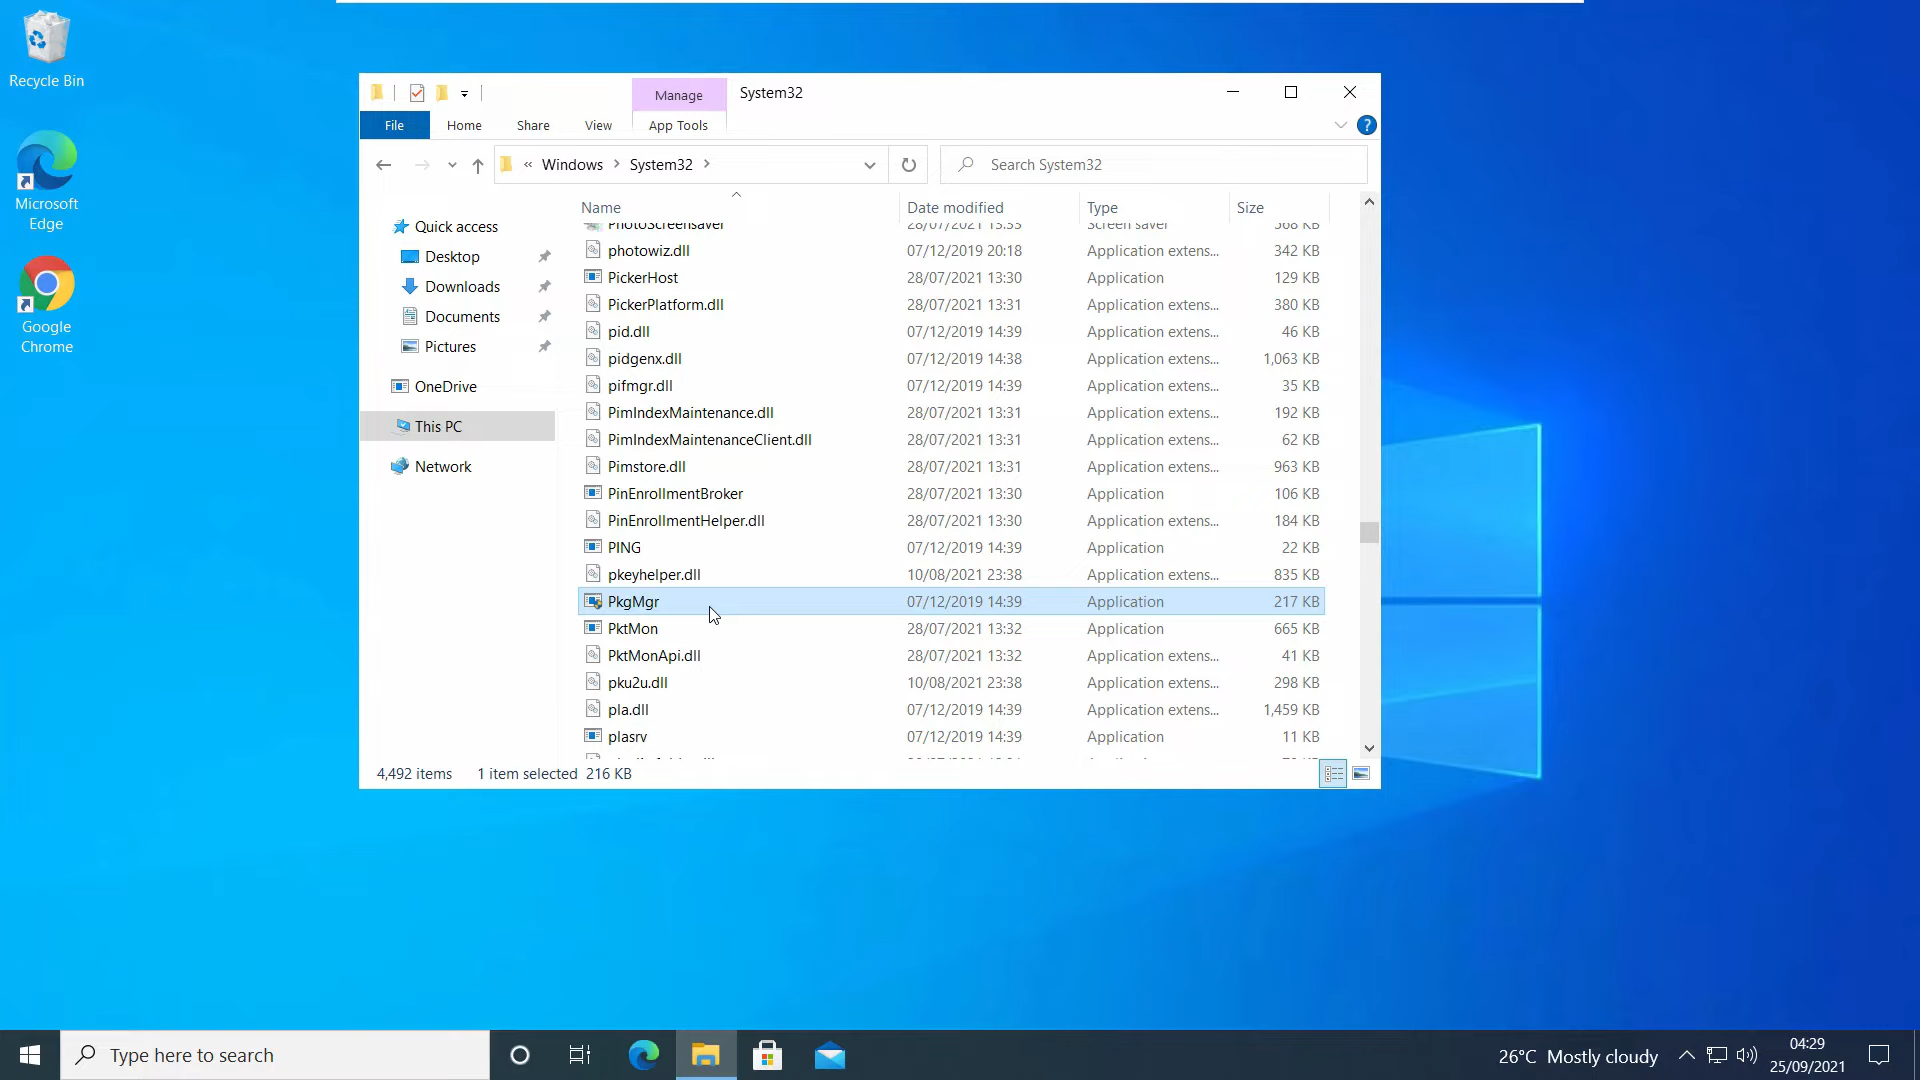 Recycle Bin
Microsoft
Edge
Google
Chrome
Manage
System32
File
Home
Share
View
App Tools
?
« Windows > System32 >
Search System32
Quick access
Desktop
Downloads
Documents
Pictures
OneDrive
This PC
Network
Name Date modified Type Size
PhotoScreensaver 28/07/2021 13:33 Screen saver 568 KB
photowiz.dll 07/12/2019 20:18 Application extens... 342 KB
PickerHost 28/07/2021 13:30 Application 129 KB
PickerPlatform.dll 28/07/2021 13:31 Application extens... 380 KB
pid.dll 07/12/2019 14:39 Application extens... 46 KB
pidgenx.dll 07/12/2019 14:38 Application extens... 1,063 KB
pifmgr.dll 07/12/2019 14:39 Application extens... 35 KB
PimIndexMaintenance.dll 28/07/2021 13:31 Application extens... 192 KB
PimIndexMaintenanceClient.dll 28/07/2021 13:31 Application extens... 62 KB
Pimstore.dll 28/07/2021 13:31 Application extens... 963 KB
PinEnrollmentBroker 28/07/2021 13:30 Application 106 KB
PinEnrollmentHelper.dll 28/07/2021 13:30 Application extens... 184 KB
PING 07/12/2019 14:39 Application 22 KB
pkeyhelper.dll 10/08/2021 23:38 Application extens... 835 KB
PkgMgr 07/12/2019 14:39 Application 217 KB
PktMon 28/07/2021 13:32 Application 665 KB
PktMonApi.dll 28/07/2021 13:32 Application extens... 41 KB
pku2u.dll 10/08/2021 23:38 Application extens... 298 KB
pla.dll 07/12/2019 14:39 Application extens... 1,459 KB
plasrv 07/12/2019 14:39 Application 11 KB
4,492 items 1 item selected 216 KB
Type here to search
26°C Mostly cloudy
04:29
25/09/2021